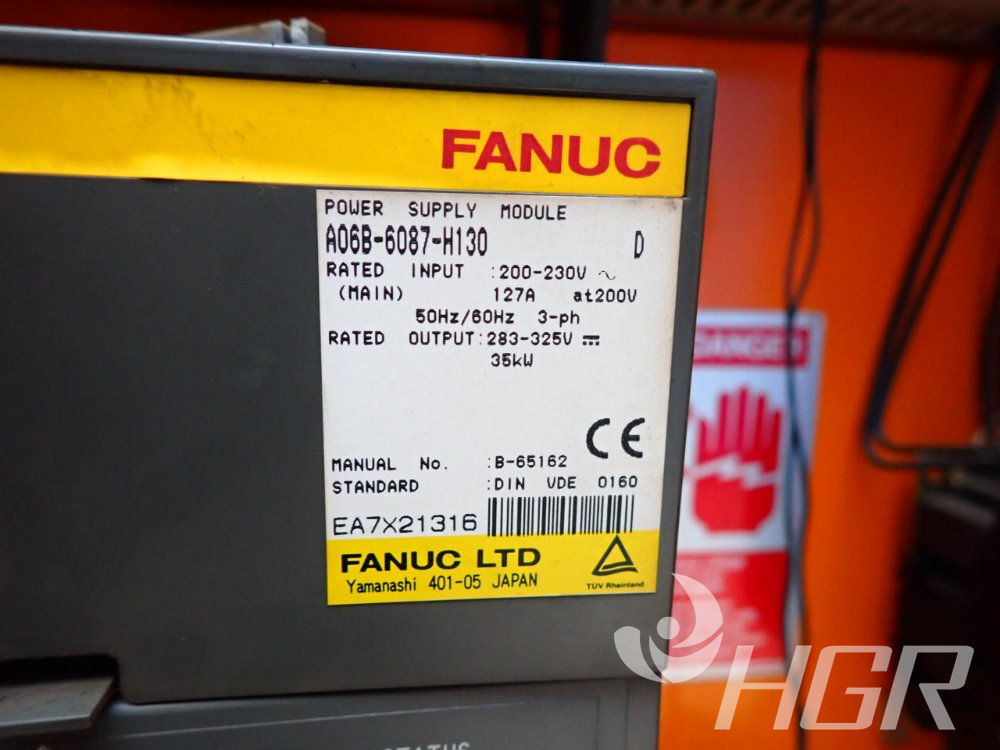 FANUC
POWER SUPPLY MODULE
A06B-6087-H130 D
RATED INPUT :200-230V ~
(MAIN) 127A at200V
50Hz/60Hz 3-ph
RATED OUTPUT:283-325V ⎓
35kW
CE
MANUAL No. :B-65162
STANDARD :DIN VDE 0160
EA7X21316
FANUC LTD
Yamanashi 401-05 JAPAN
TÜV Rheinland
DANGER
HGR
STATUS